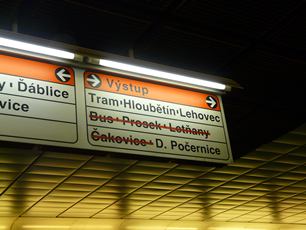 y・Ďáblice
vice
Výstup
Tram・Hloubětín・Lehovec
Bus・Prosek・Letňany
Čakovice・D. Počernice